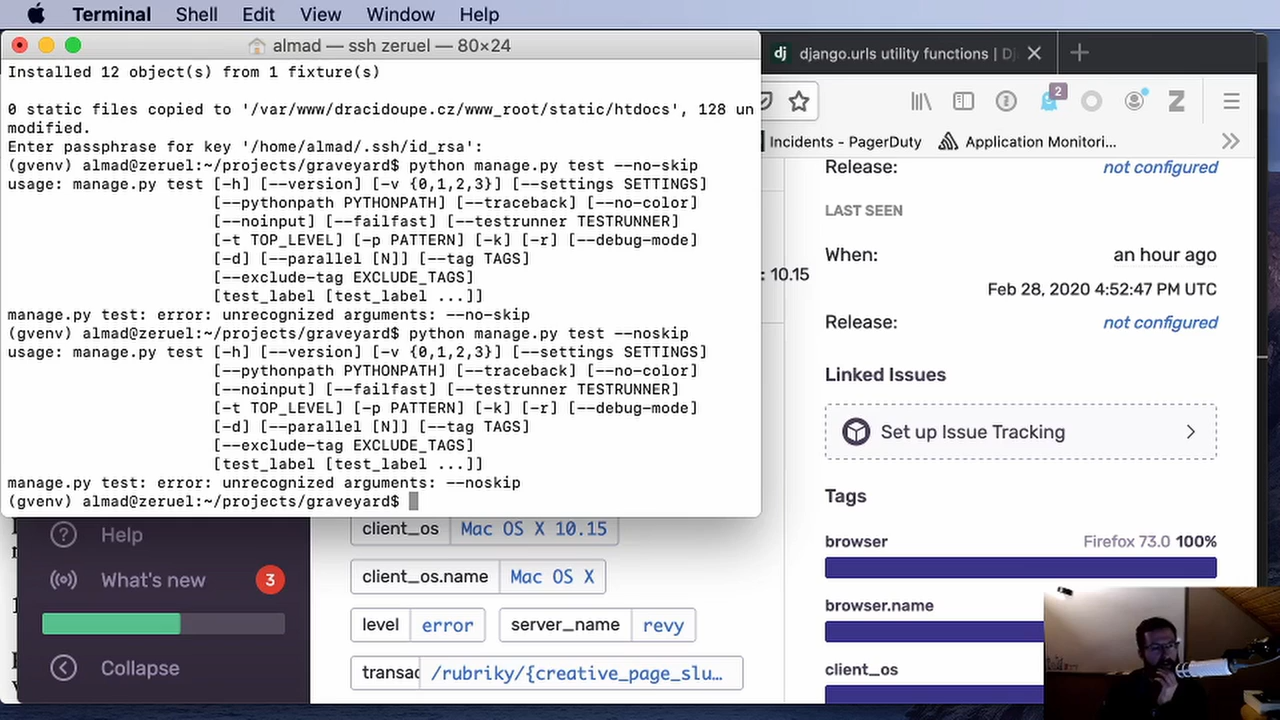 Terminal Shell Edit View Window Help
almad — ssh zeruel — 80×24
Installed 12 object(s) from 1 fixture(s)
0 static files copied to '/var/www/dracidoupe.cz/www_root/static/htdocs', 128 un
modified.
Enter passphrase for key '/home/almad/.ssh/id_rsa':
(gvenv) almad@zeruel:~/projects/graveyard$ python manage.py test --no-skip
usage: manage.py test [-h] [--version] [-v {0,1,2,3}] [--settings SETTINGS]
[--pythonpath PYTHONPATH] [--traceback] [--no-color]
[--noinput] [--failfast] [--testrunner TESTRUNNER]
[-t TOP_LEVEL] [-p PATTERN] [-k] [-r] [--debug-mode]
[-d] [--parallel [N]] [--tag TAGS]
[--exclude-tag EXCLUDE_TAGS]
[test_label [test_label ...]]
manage.py test: error: unrecognized arguments: --no-skip
(gvenv) almad@zeruel:~/projects/graveyard$ python manage.py test --noskip
usage: manage.py test [-h] [--version] [-v {0,1,2,3}] [--settings SETTINGS]
[--pythonpath PYTHONPATH] [--traceback] [--no-color]
[--noinput] [--failfast] [--testrunner TESTRUNNER]
[-t TOP_LEVEL] [-p PATTERN] [-k] [-r] [--debug-mode]
[-d] [--parallel [N]] [--tag TAGS]
[--exclude-tag EXCLUDE_TAGS]
[test_label [test_label ...]]
manage.py test: error: unrecognized arguments: --noskip
(gvenv) almad@zeruel:~/projects/graveyard$
dj django.urls utility functions | Dj
2
Incidents - PagerDuty Application Monitori...
: 10.15
Release: not configured
LAST SEEN
When: an hour ago
Feb 28, 2020 4:52:47 PM UTC
Release: not configured
Linked Issues
Set up Issue Tracking
Tags
browser Firefox 73.0 100%
browser.name
client_os
Help
What's new 3
Collapse
client_os Mac OS X 10.15
client_os.name Mac OS X
level error server_name revy
transac /rubriky/{creative_page_slu...